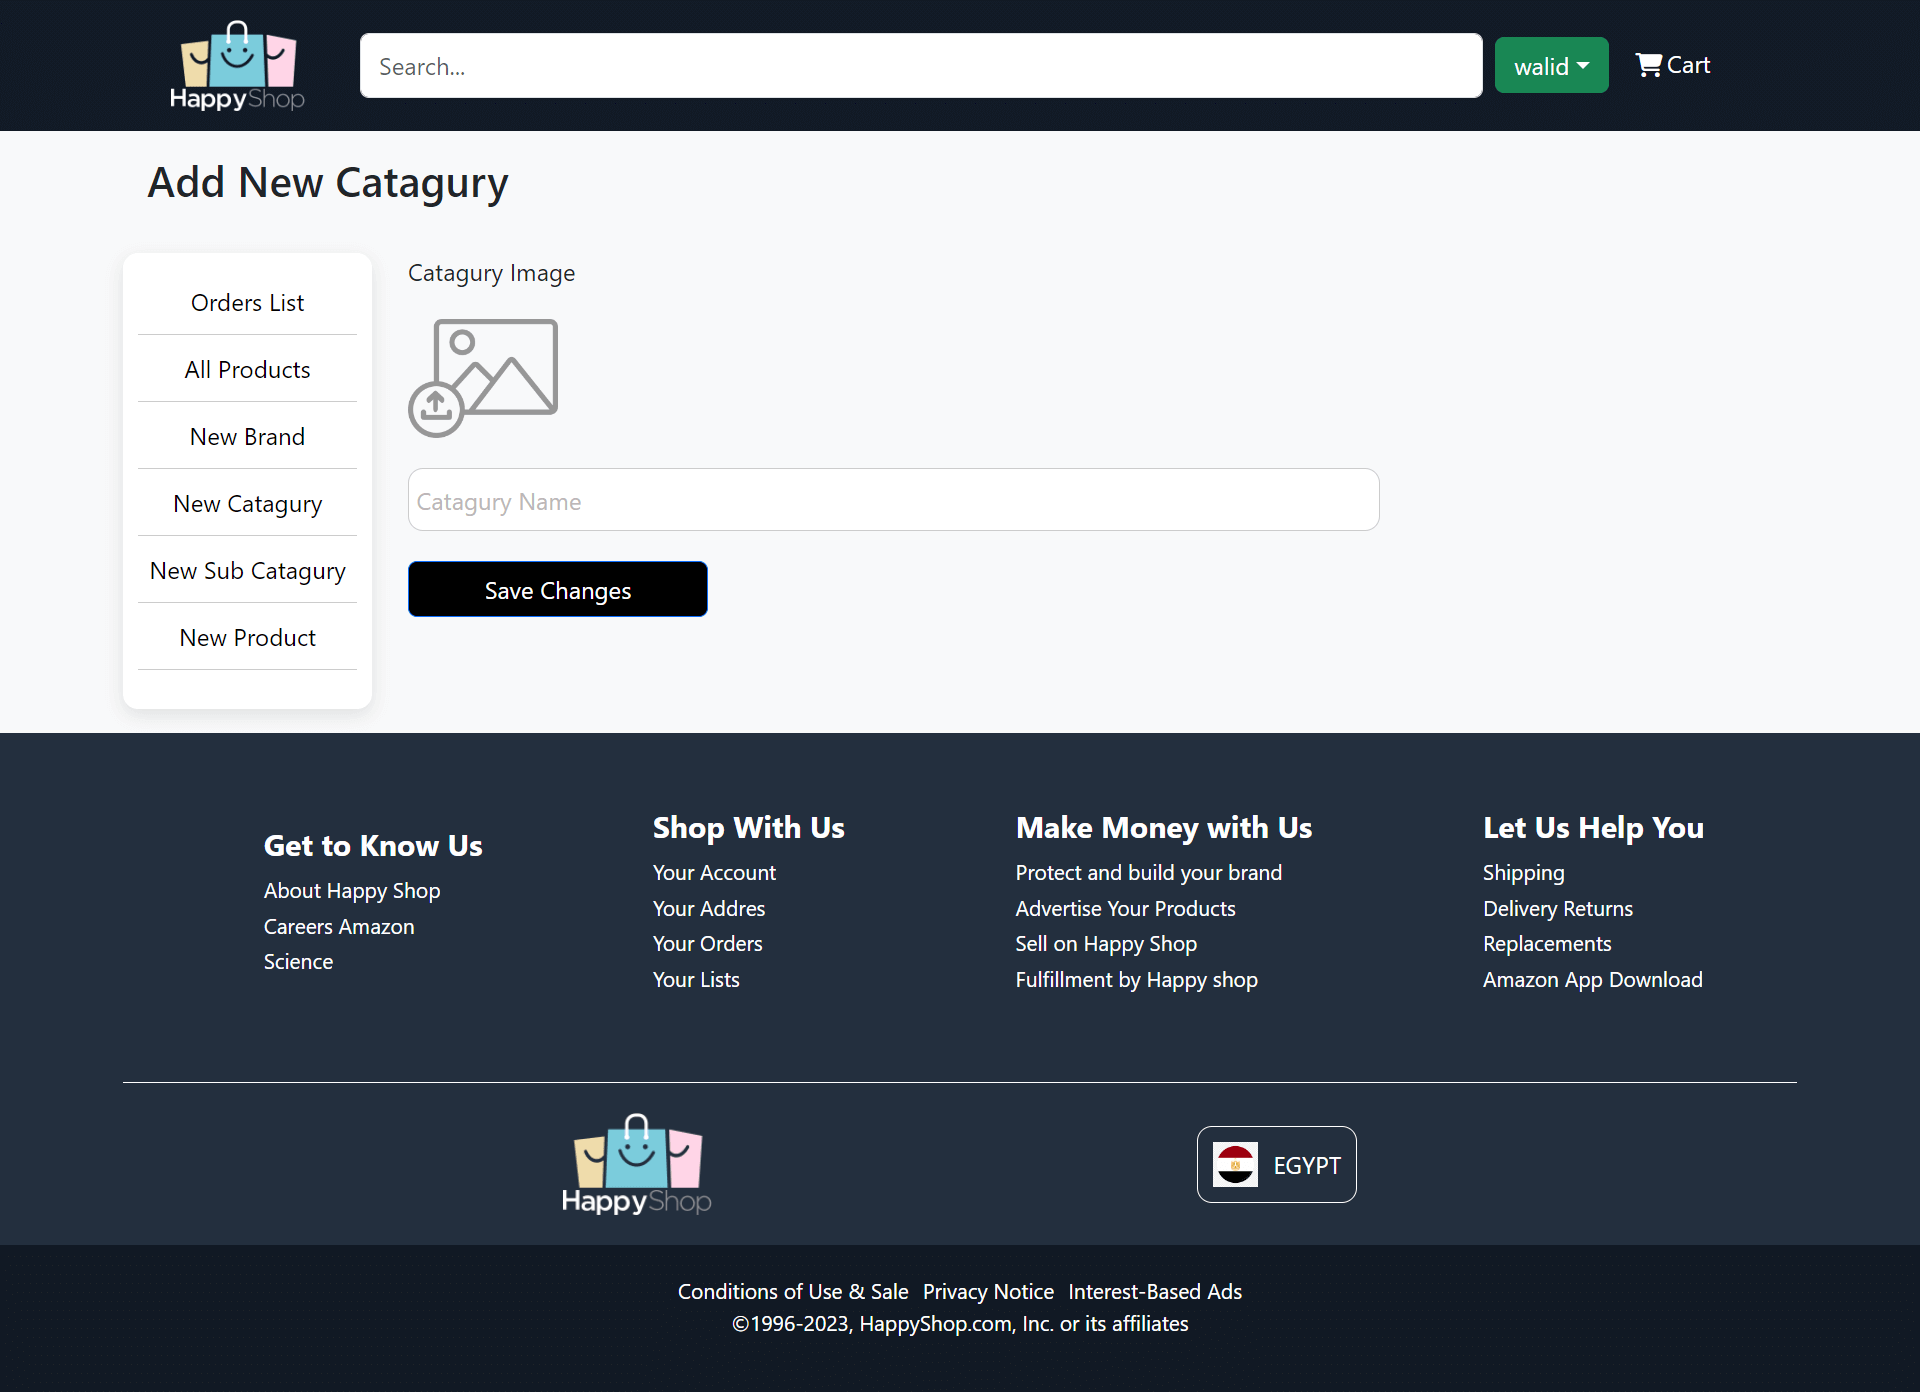 HappyShop
Search...
walid
Cart
Add New Catagury
Orders List
All Products
New Brand
New Catagury
New Sub Catagury
New Product
Catagury Image
Catagury Name
Save Changes
Get to Know Us
About Happy Shop
Careers Amazon
Science
Shop With Us
Your Account
Your Addres
Your Orders
Your Lists
Make Money with Us
Protect and build your brand
Advertise Your Products
Sell on Happy Shop
Fulfillment by Happy shop
Let Us Help You
Shipping
Delivery Returns
Replacements
Amazon App Download
HappyShop
EGYPT
Conditions of Use & Sale Privacy Notice Interest-Based Ads
©1996-2023, HappyShop.com, Inc. or its affiliates